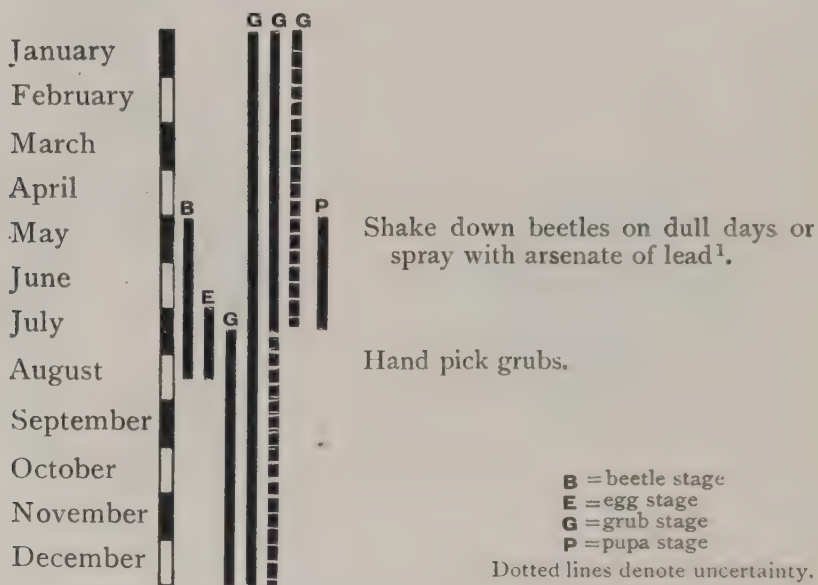 G G G
January
February
March
April
B P
May Shake down beetles on dull days or
spray with arsenate of lead¹.
June
E
July G
August Hand pick grubs.
September
October
B = beetle stage
E = egg stage
November G = grub stage
P = pupa stage
December Dotted lines denote uncertainty.